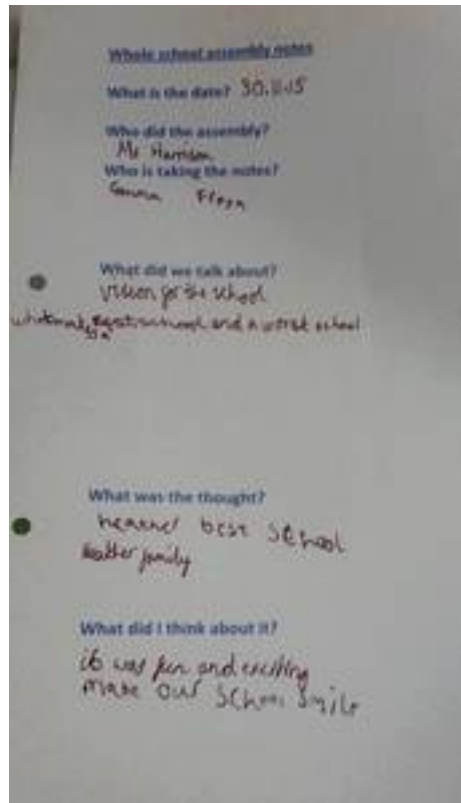 Whole school assembly notes
What is the date? 30.11.15
Who did the assembly?
Mr Harrison
Who is taking the notes?
What did we talk about?
vision for the school
school and a worst school
What was the thought?
best school
family
What did I think about it?
it was fun and exciting
make our school smile